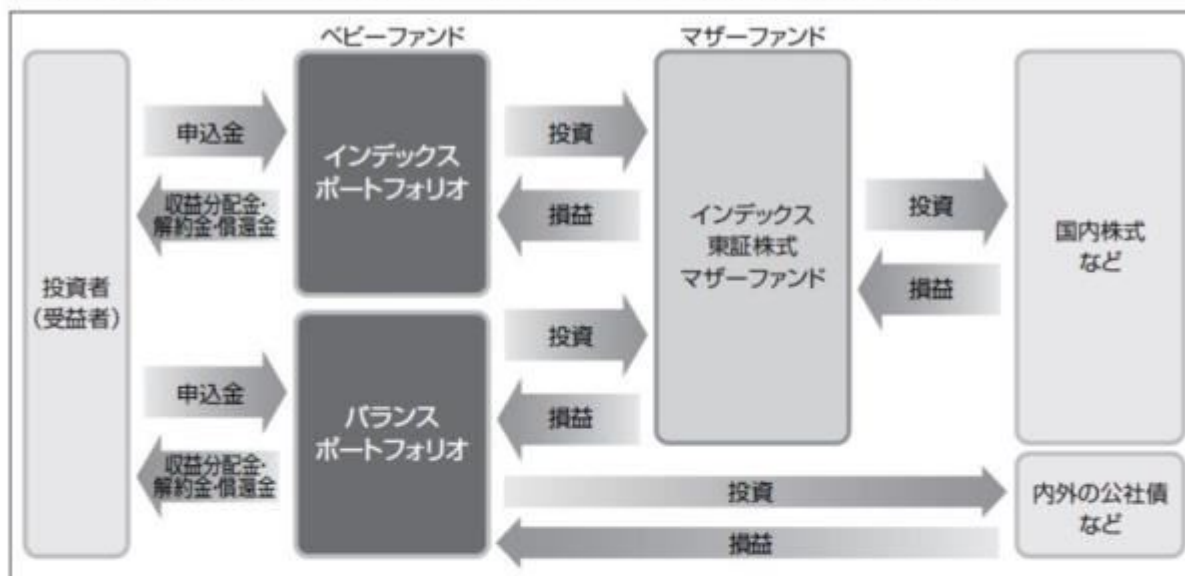 ベビーファンド
マザーファンド
投資者
（受益者）
申込金
収益分配金・
解約金・償還金
インデックス
ポートフォリオ
投資
損益
申込金
収益分配金・
解約金・償還金
バランス
ポートフォリオ
投資
損益
インデックス
東証株式
マザーファンド
投資
損益
国内株式
など
投資
損益
内外の公社債
など